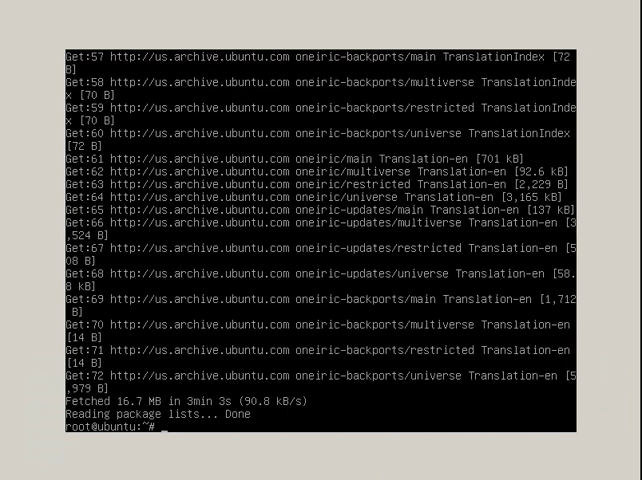 Get:57 http://us.archive.ubuntu.com oneiric-backports/main TranslationIndex [72
B]
Get:58 http://us.archive.ubuntu.com oneiric-backports/multiverse TranslationInde
x [70 B]
Get:59 http://us.archive.ubuntu.com oneiric-backports/restricted TranslationInde
x [70 B]
Get:60 http://us.archive.ubuntu.com oneiric-backports/universe TranslationIndex
[72 B]
Get:61 http://us.archive.ubuntu.com oneiric/main Translation-en [701 kB]
Get:62 http://us.archive.ubuntu.com oneiric/multiverse Translation-en [92.6 kB]
Get:63 http://us.archive.ubuntu.com oneiric/restricted Translation-en [2,229 B]
Get:64 http://us.archive.ubuntu.com oneiric/universe Translation-en [3,165 kB]
Get:65 http://us.archive.ubuntu.com oneiric-updates/main Translation-en [137 kB]
Get:66 http://us.archive.ubuntu.com oneiric-updates/multiverse Translation-en [3
,524 B]
Get:67 http://us.archive.ubuntu.com oneiric-updates/restricted Translation-en [5
08 B]
Get:68 http://us.archive.ubuntu.com oneiric-updates/universe Translation-en [58.
8 kB]
Get:69 http://us.archive.ubuntu.com oneiric-backports/main Translation-en [1,712
B]
Get:70 http://us.archive.ubuntu.com oneiric-backports/multiverse Translation-en
[14 B]
Get:71 http://us.archive.ubuntu.com oneiric-backports/restricted Translation-en
[14 B]
Get:72 http://us.archive.ubuntu.com oneiric-backports/universe Translation-en [5
,979 B]
Fetched 16.7 MB in 3min 3s (90.8 kB/s)
Reading package lists... Done
root@ubuntu:~# _